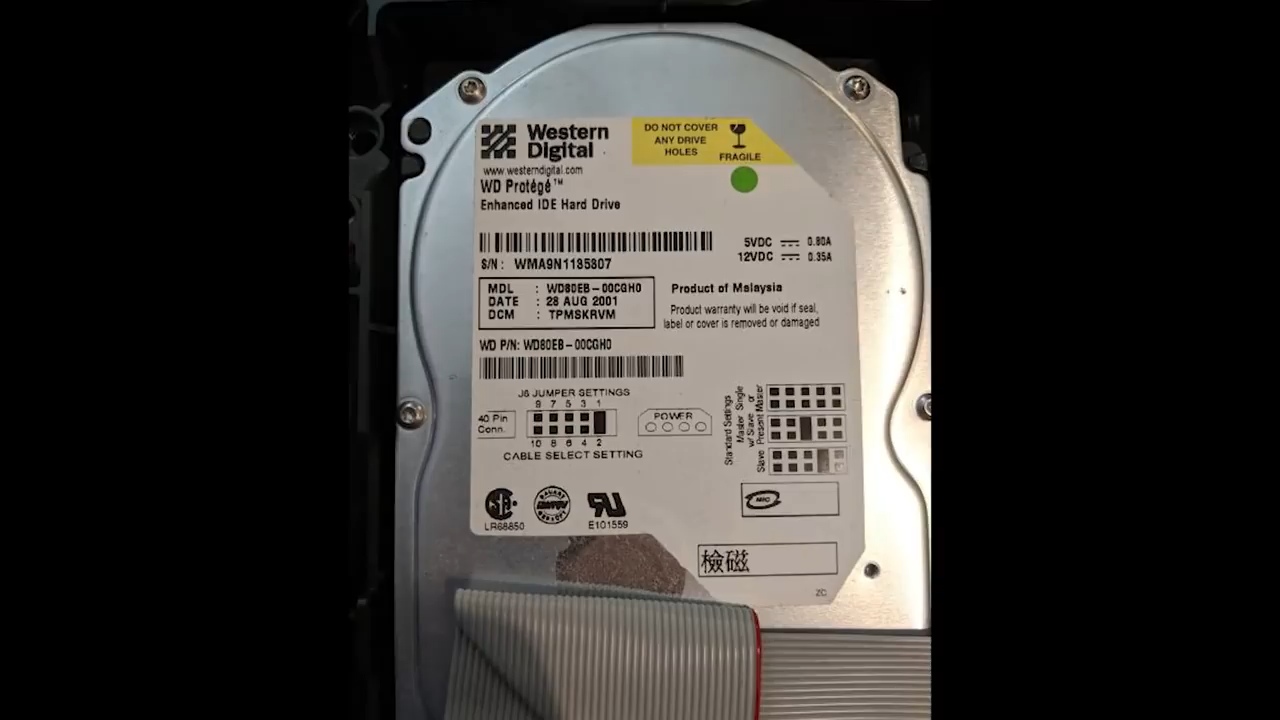 Western
Digital
DO NOT COVER
ANY DRIVE
HOLES
FRAGILE
www.westerndigital.com
WD Protégé™
Enhanced IDE Hard Drive
5VDC 0.80A
12VDC 0.35A
S/N: WMA9N1185807
MDL : WD80EB-00CGH0
DATE : 28 AUG 2001
DCM : TPMSKRVM
Product of Malaysia
Product warranty will be void if seal,
label or cover is removed or damaged
WD P/N: WD80EB-00CGH0
J8 JUMPER SETTINGS
9 7 5 3 1
40 Pin
Conn.
10 8 6 4 2
CABLE SELECT SETTING
POWER
Standard Settings
Master Single
w/Slave or
Slave Present Master
LR68850
E101559
檢磁
2C